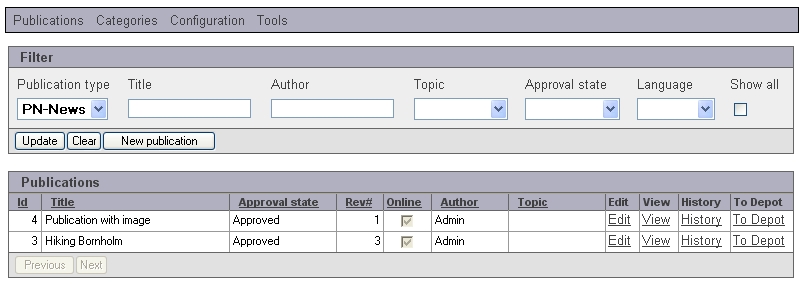 Publications Categories Configuration Tools
Filter
Publication type Title Author Topic Approval state Language Show all
PN-News
Update Clear New publication
Publications
Id Title Approval state Rev# Online Author Topic Edit View History To Depot
4 Publication with image Approved 1 Admin Edit View History To Depot
3 Hiking Bornholm Approved 3 Admin Edit View History To Depot
Previous Next